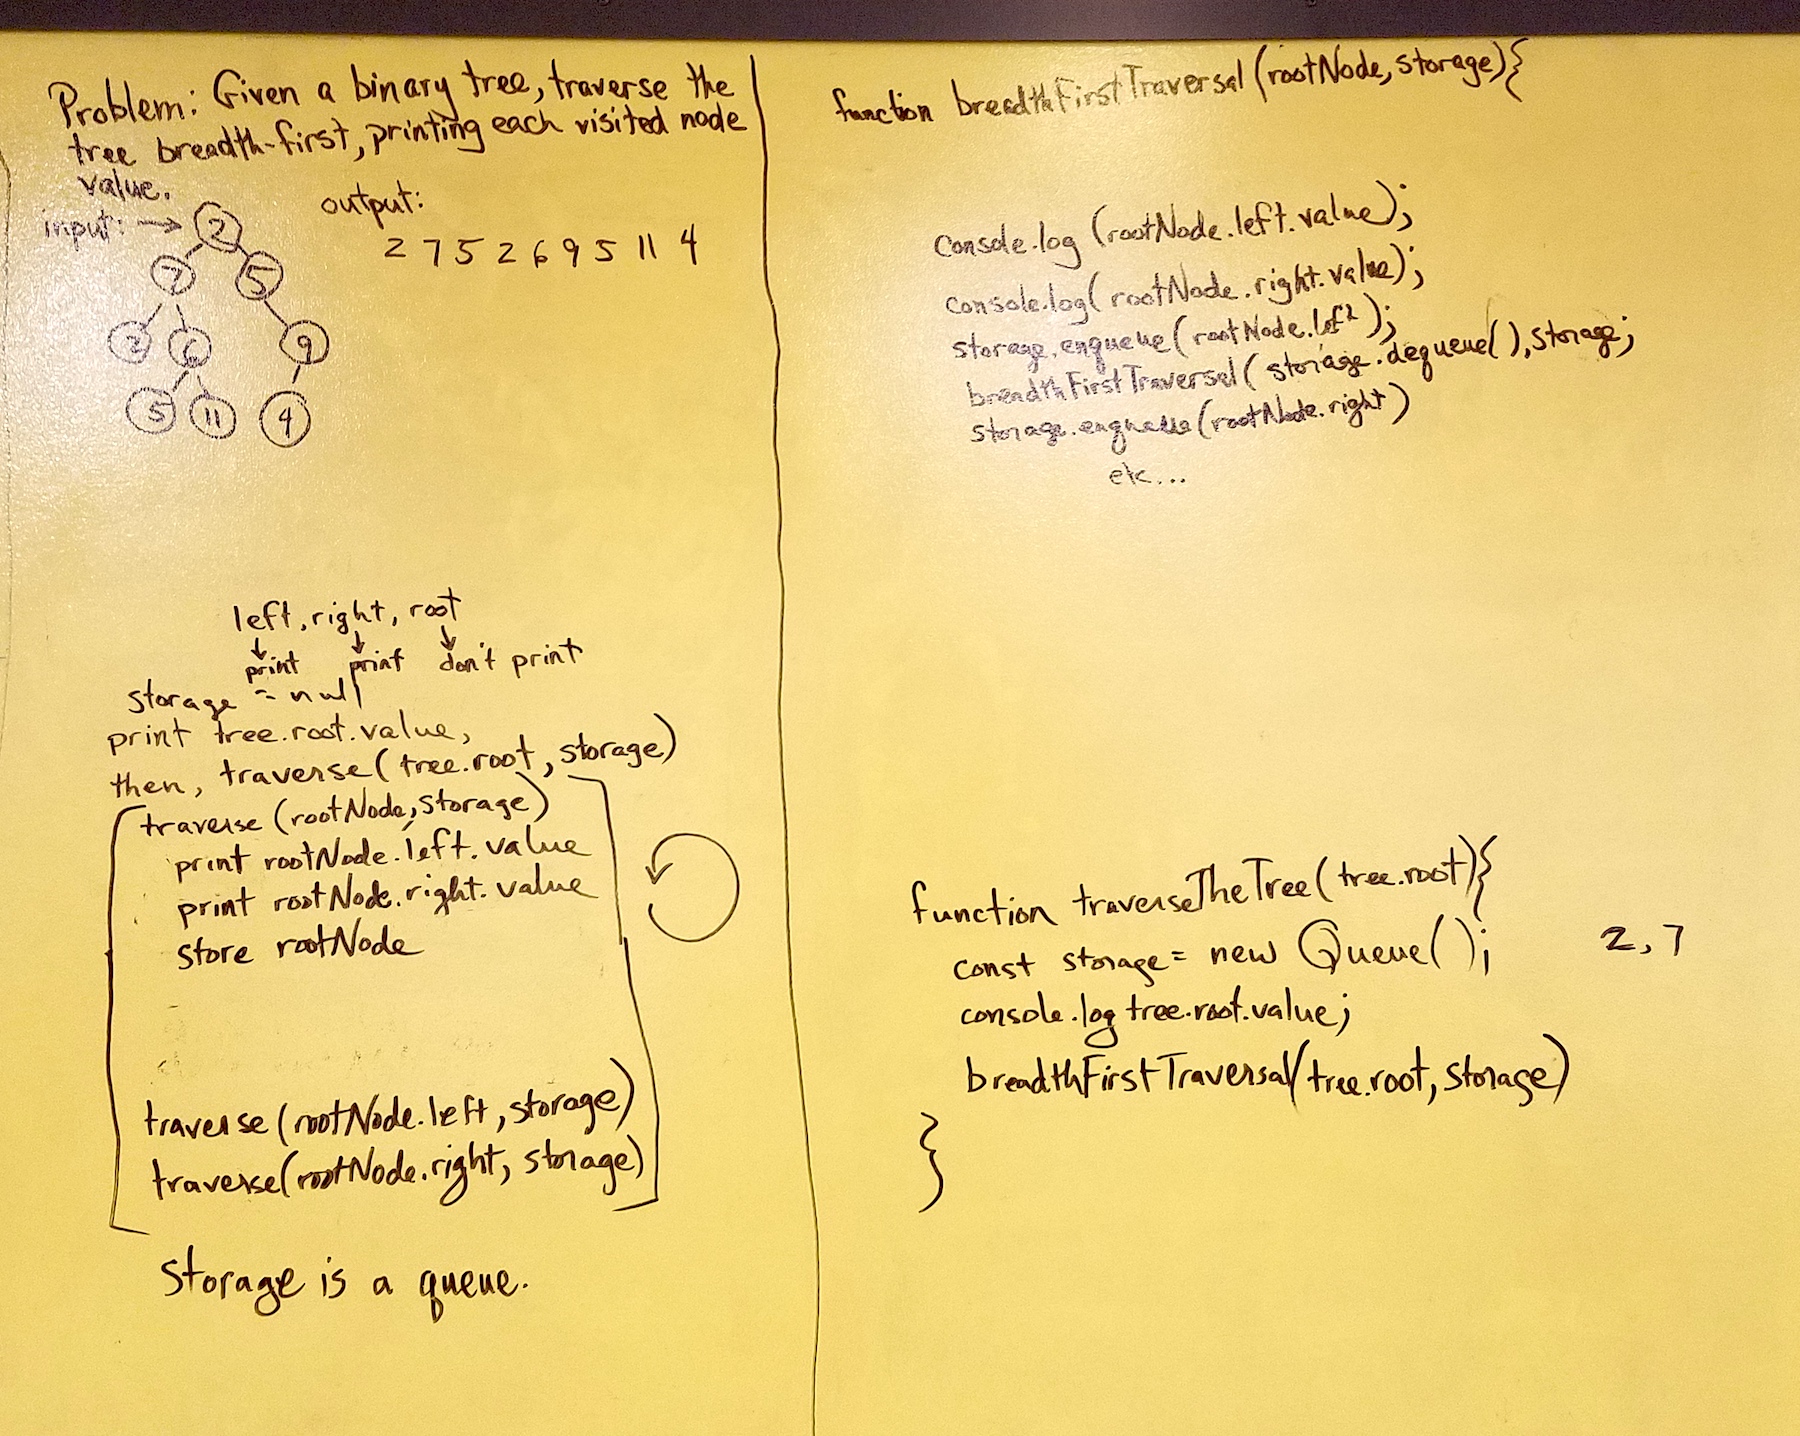 Problem: Given a binary tree, traverse the
tree breadth-first, printing each visited node
value.
input: →
output:
2 7 5 2 6 9 5 11 4
2
7 5
2 6 9
5 11 4
left, right, root
↓ ↓ ↓
print print don't print
storage = null
print tree.root.value,
then, traverse(tree.root, storage)
traverse (rootNode, storage)
print rootNode.left.value
print rootNode.right.value
store rootNode
traverse (rootNode.left, storage)
traverse(rootNode.right, storage)
Storage is a queue.
function breadthFirstTraversal (rootNode, storage){
console.log (rootNode.left.value);
console.log( rootNode.right.value);
storage.enqueue(rootNode.left);
breadthFirstTraversal( storage.dequeue(), storage;
storage.enqueue(rootNode.right)
etc...
function traverseTheTree(tree.root){
const storage = new Queue();
2, 7
console.log tree.root.value;
breadthFirstTraversal(tree.root, storage)
}